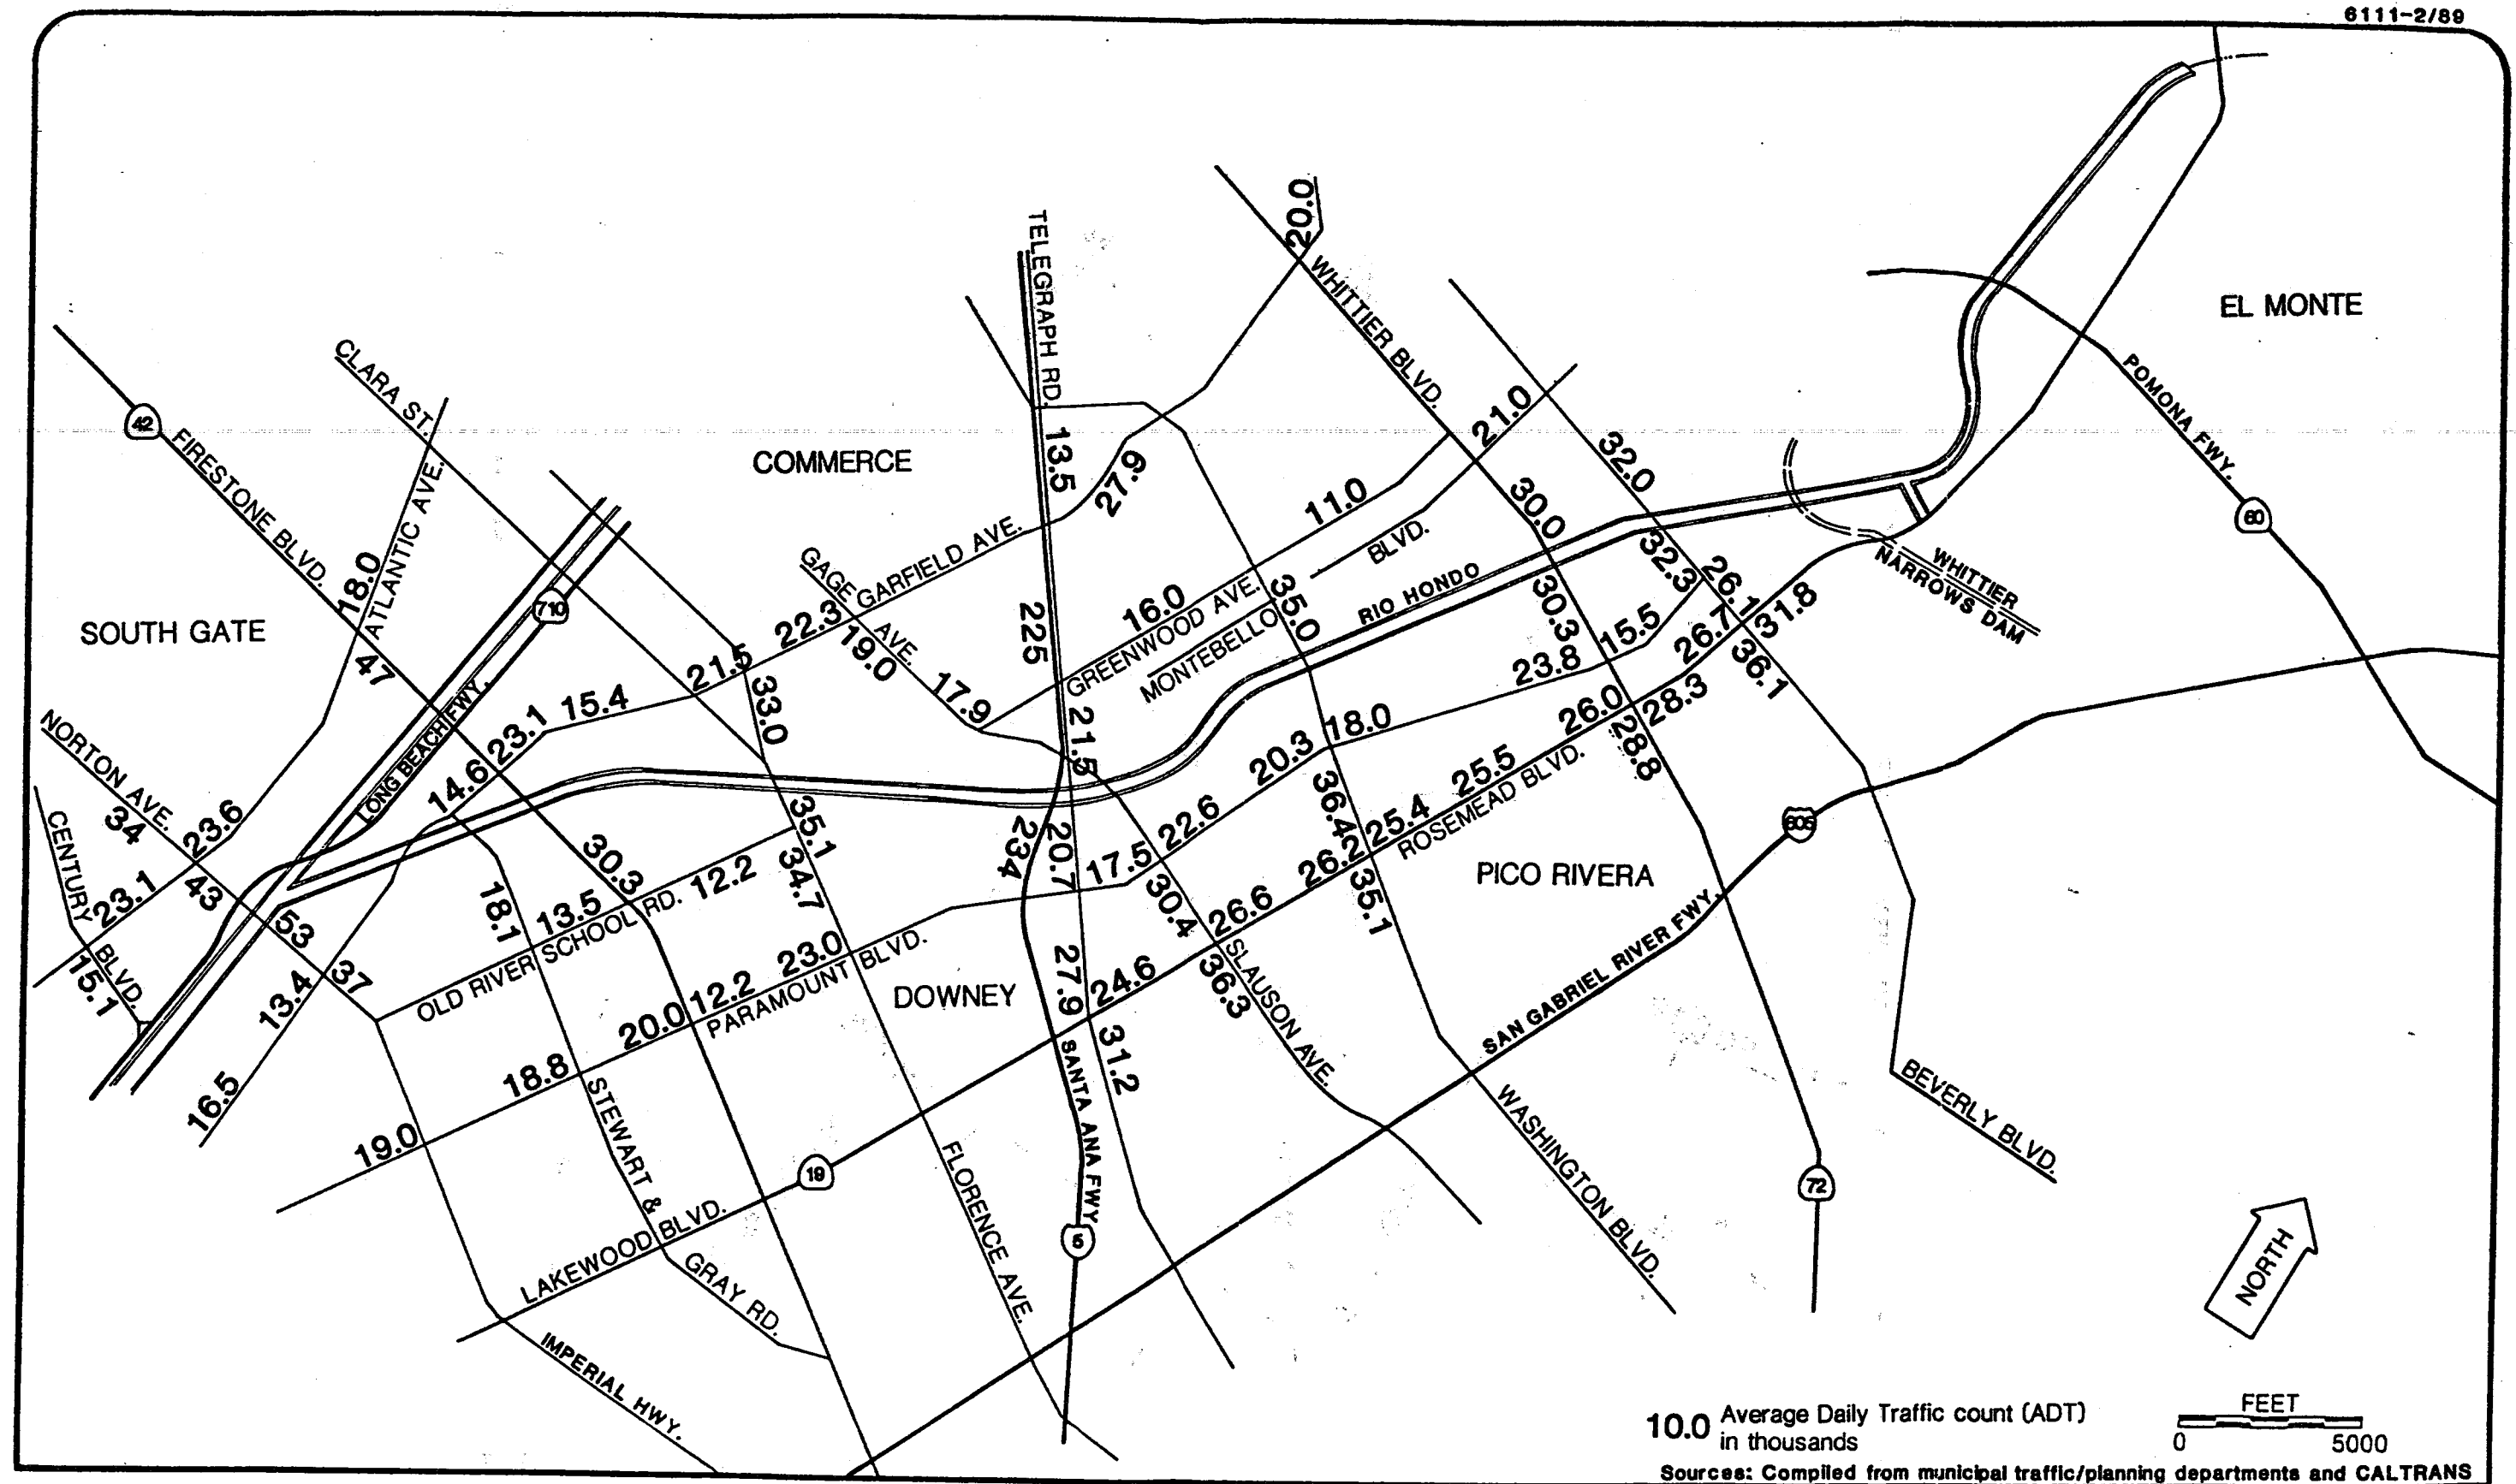 6111-2/89
20.0
TELEGRAPH RD.
WHITTIER BLVD.
EL MONTE
CLARA ST.
POMONA FWY.
42
FIRESTONE BLVD.
COMMERCE
13.5
27.9
21.0
32.0
ATLANTIC AVE.
18.0
11.0
30.0
60
BLVD.
GAGE
AVE.
GARFIELD AVE.
WHITTIER
NARROWS DAM
710
SOUTH GATE
22.3
19.0
225
16.0
GREENWOOD AVE.
MONTEBELLO
35.0
RIO HONDO
32.3
26.1
31.8
30.3
15.5
26.7
36.1
47
21.5
17.9
23.8
15.4
23.1
33.0
LONG BEACH FWY.
14.6
21.5
18.0
26.0
28.3
28.8
20.3
25.5
ROSEMEAD BLVD.
NORTON AVE.
34
23.6
CENTURY
BLVD.
35.1
36.4
25.4
605
234
20.7
22.6
17.5
26.2
PICO RIVERA
30.3
34.7
12.2
23.1
43
18.1
13.5
OLD RIVER SCHOOL RD.
30.4
26.6
35.1
53
37
15.1
13.4
23.0
PARAMOUNT BLVD.
12.2
20.0
DOWNEY
27.9
24.6
36.3
SLAUSON AVE.
SAN GABRIEL RIVER FWY.
16.5
18.8
31.2
SANTA ANA FWY.
STEWART &
GRAY RD.
19.0
19
LAKEWOOD BLVD.
FLORENCE AVE.
5
WASHINGTON BLVD.
BEVERLY BLVD.
72
NORTH
IMPERIAL HWY.
10.0 Average Daily Traffic count (ADT)
in thousands
FEET
0 5000
Sources: Compiled from municipal traffic/planning departments and CALTRANS